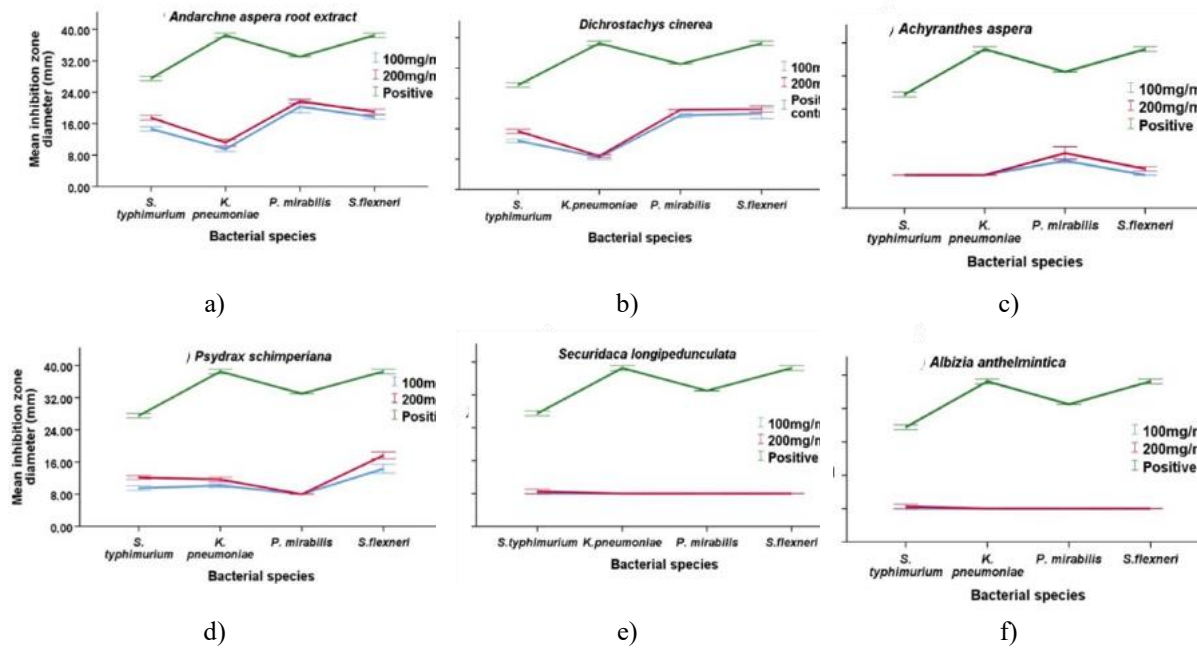 Andarchne aspera root extract
Mean inhibition zone
diameter (mm)
40.00
32.00
24.00
16.00
8.00
0.00
100mg/m
200mg/m
Positive
S.
typhimurium
K.
pneumoniae
P. mirabilis
S.flexneri
Bacterial species
a)
Dichrostachys cinerea
100m
200m
Posit
cont
S.
typhimurium
K.pneumoniae
P. mirabilis
S.flexneri
Bacterial species
b)
) Achyranthes aspera
100mg/m
200mg/m
Positive
S.
typhimurium
K.
pneumoniae
P. mirabilis
S.flexneri
Bacterial species
c)
) Psydrax schimperiana
Mean inhibition zone
diameter (mm)
40.00
32.00
24.00
16.00
8.00
0.00
100m
200m
Positi
S.
typhimurium
K.
pneumoniae
P. mirabilis
S.flexneri
Bacterial species
d)
Securidaca longipedunculata
100mg/m
200mg/m
Positive
S.typhimurium
K.pneumoniae
P. mirabilis
S.flexneri
Bacterial species
e)
) Albizia anthelmintica
100mg/m
200mg/m
Positive
S.
typhimurium
K.
pneumoniae
P. mirabilis
S.flexneri
Bacterial species
f)